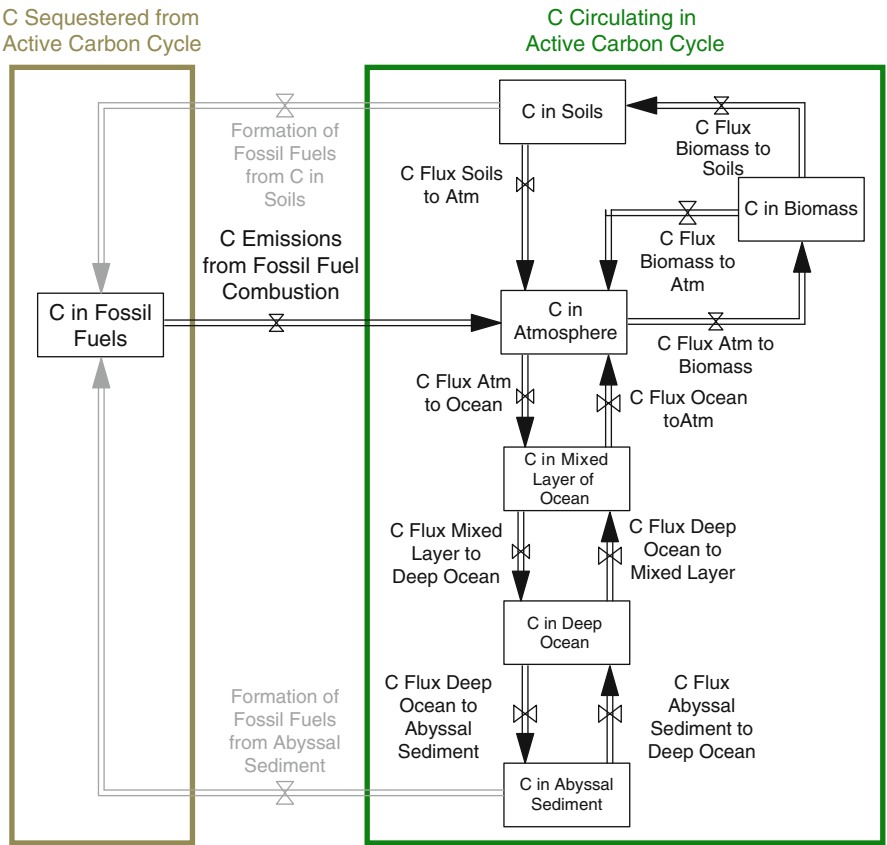 C Sequestered from
Active Carbon Cycle
C Circulating in
Active Carbon Cycle
C in Soils
Formation of
Fossil Fuels
from C in
Soils
C Flux Soils
to Atm
C Flux
Biomass to
Soils
C in Biomass
C Flux
Biomass to
Atm
C Emissions
from Fossil Fuel
Combustion
C in Fossil
Fuels
C in
Atmosphere
C Flux Atm to
Biomass
C Flux Atm
to Ocean
C Flux Ocean
toAtm
C in Mixed
Layer of
Ocean
C Flux Mixed
Layer to
Deep Ocean
C Flux Deep
Ocean to
Mixed Layer
C in Deep
Ocean
C Flux Deep
Ocean to
Abyssal
Sediment
C Flux
Abyssal
Sediment to
Deep Ocean
Formation of
Fossil Fuels
from Abyssal
Sediment
C in Abyssal
Sediment